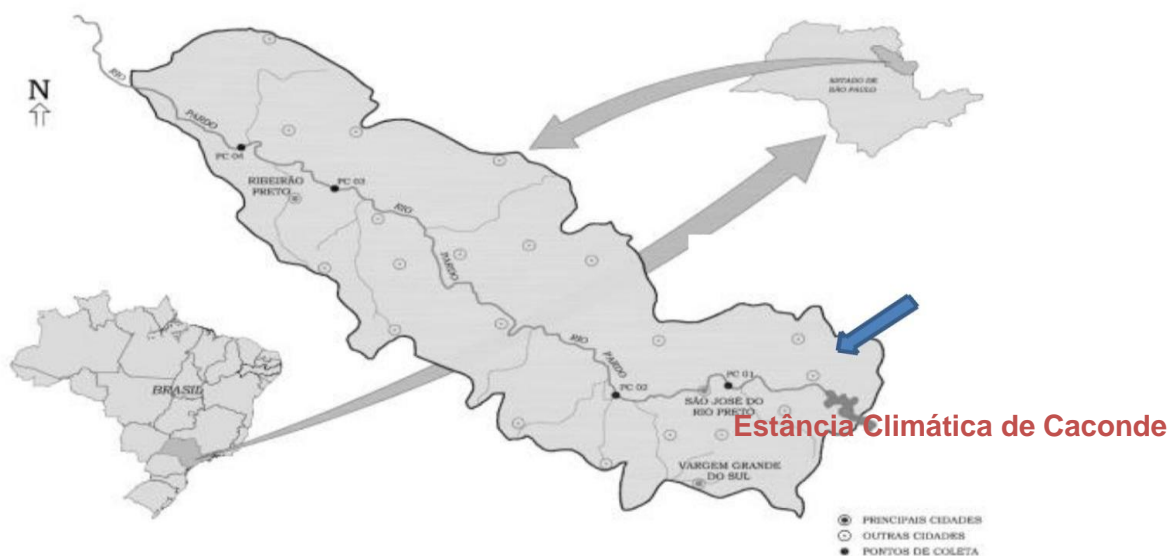 N
ESTADO DE
SÃO PAULO
RIO
PARDO
PC 04
PC 03
RIBEIRÃO
PRETO
RIO
PARDO
RIO
PARDO
PC 01
PC 02
BRASIL
SÃO JOSÉ DO
RIO PRETO
Estância Climática de Caconde
VARGEM GRANDE
DO SUL
PRINCIPAIS CIDADES
OUTRAS CIDADES
PONTOS DE COLETA